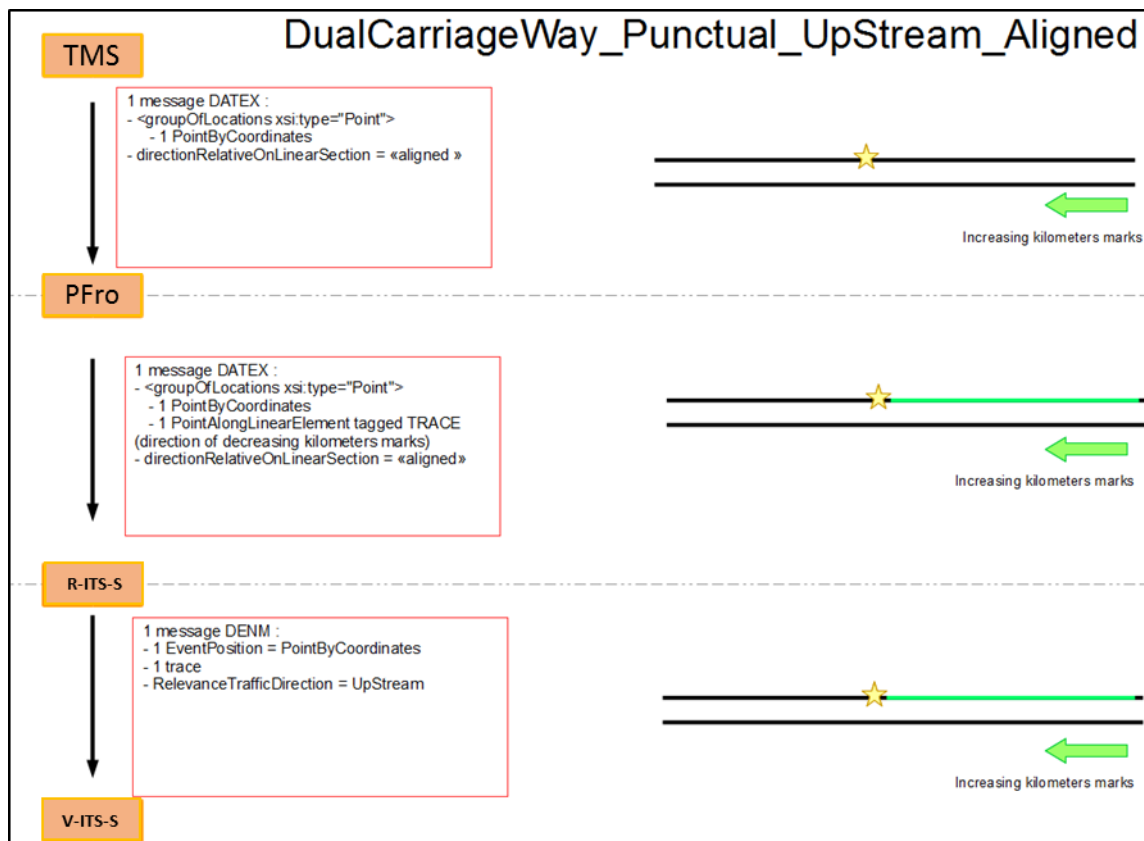 DualCarriageWay_Punctual_UpStream_Aligned
TMS
1 message DATEX :
- <groupOfLocations xsi:type="Point">
- 1 PointByCoordinates
- directionRelativeOnLinearSection = «aligned »
Increasing kilometers marks
PFro
1 message DATEX :
- <groupOfLocations xsi:type="Point">
- 1 PointByCoordinates
- 1 PointAlongLinearElement tagged TRACE
(direction of decreasing kilometers marks)
- directionRelativeOnLinearSection = «aligned»
Increasing kilometers marks
R-ITS-S
1 message DENM :
- 1 EventPosition = PointByCoordinates
- 1 trace
- RelevanceTrafficDirection = UpStream
Increasing kilometers marks
V-ITS-S